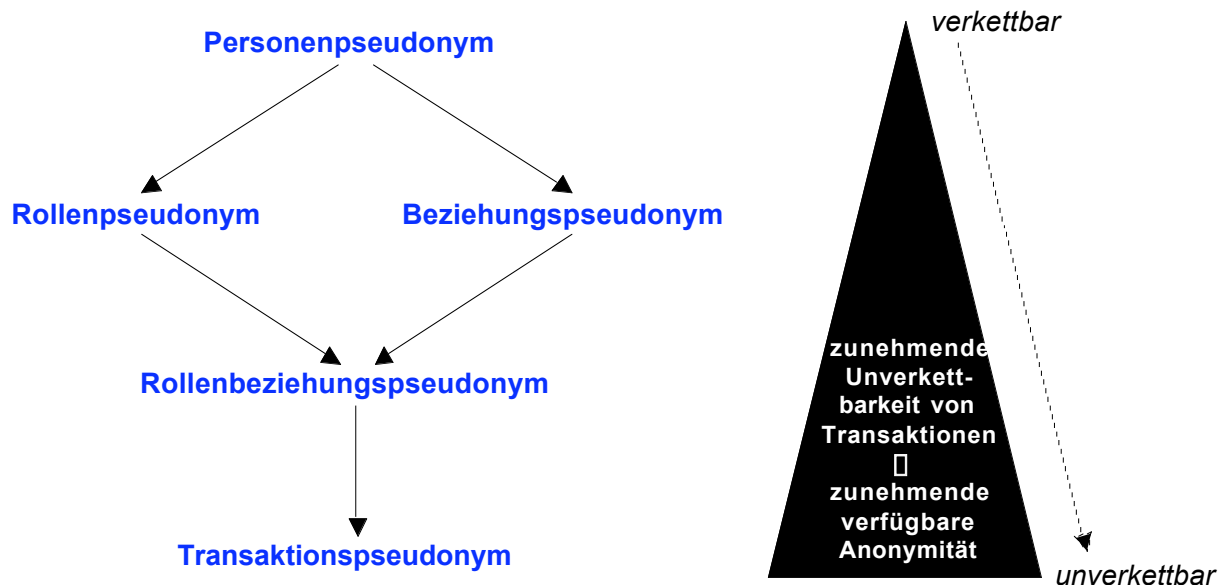 Personenpseudonym
Rollenpseudonym
Beziehungspseudonym
Rollenbeziehungspseudonym
Transaktionspseudonym
verkettbar
zunehmende
Unverkett-
barkeit von
Transaktionen
▯
zunehmende
verfügbare
Anonymität
unverkettbar